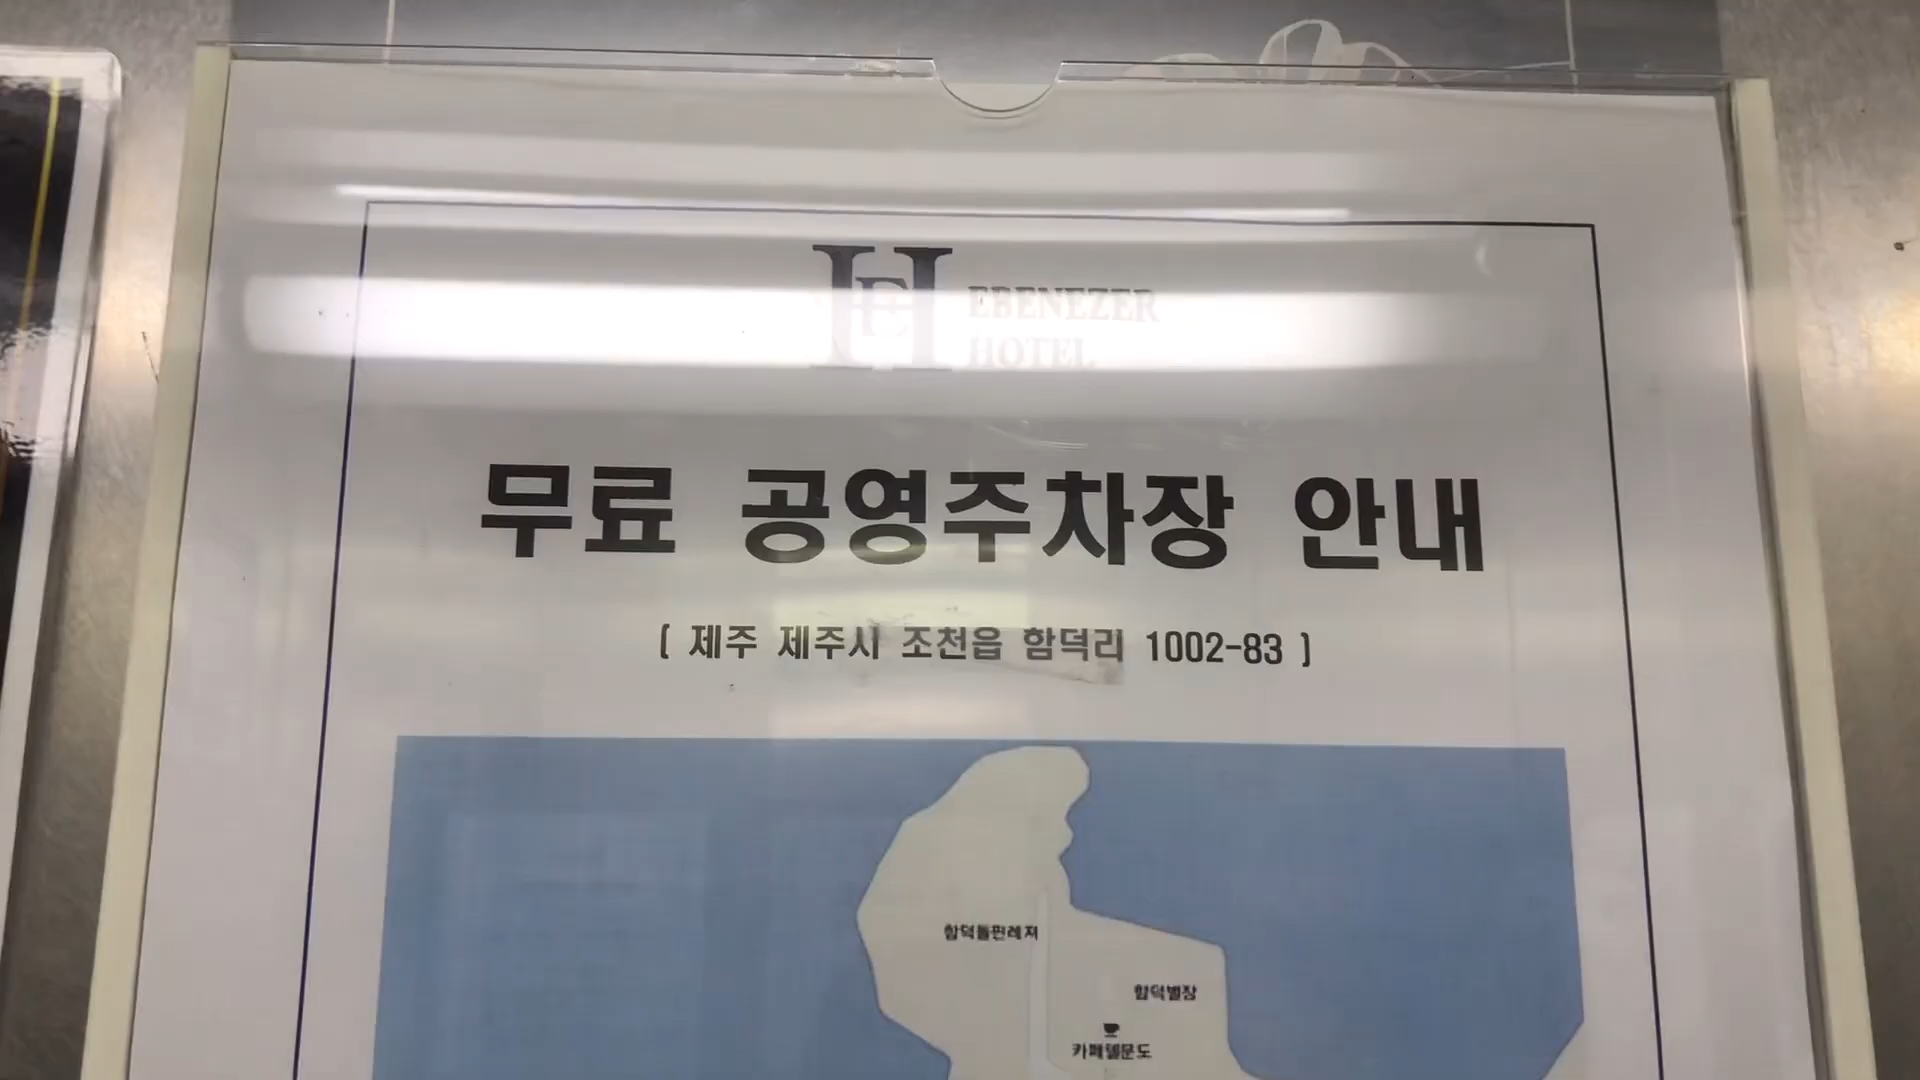 HE EBENEZER
HOTEL
무료 공영주차장 안내
( 제주 제주시 조천읍 함덕리 1002-83 )
함덕돌핀레져
함덕별장
카페델문도